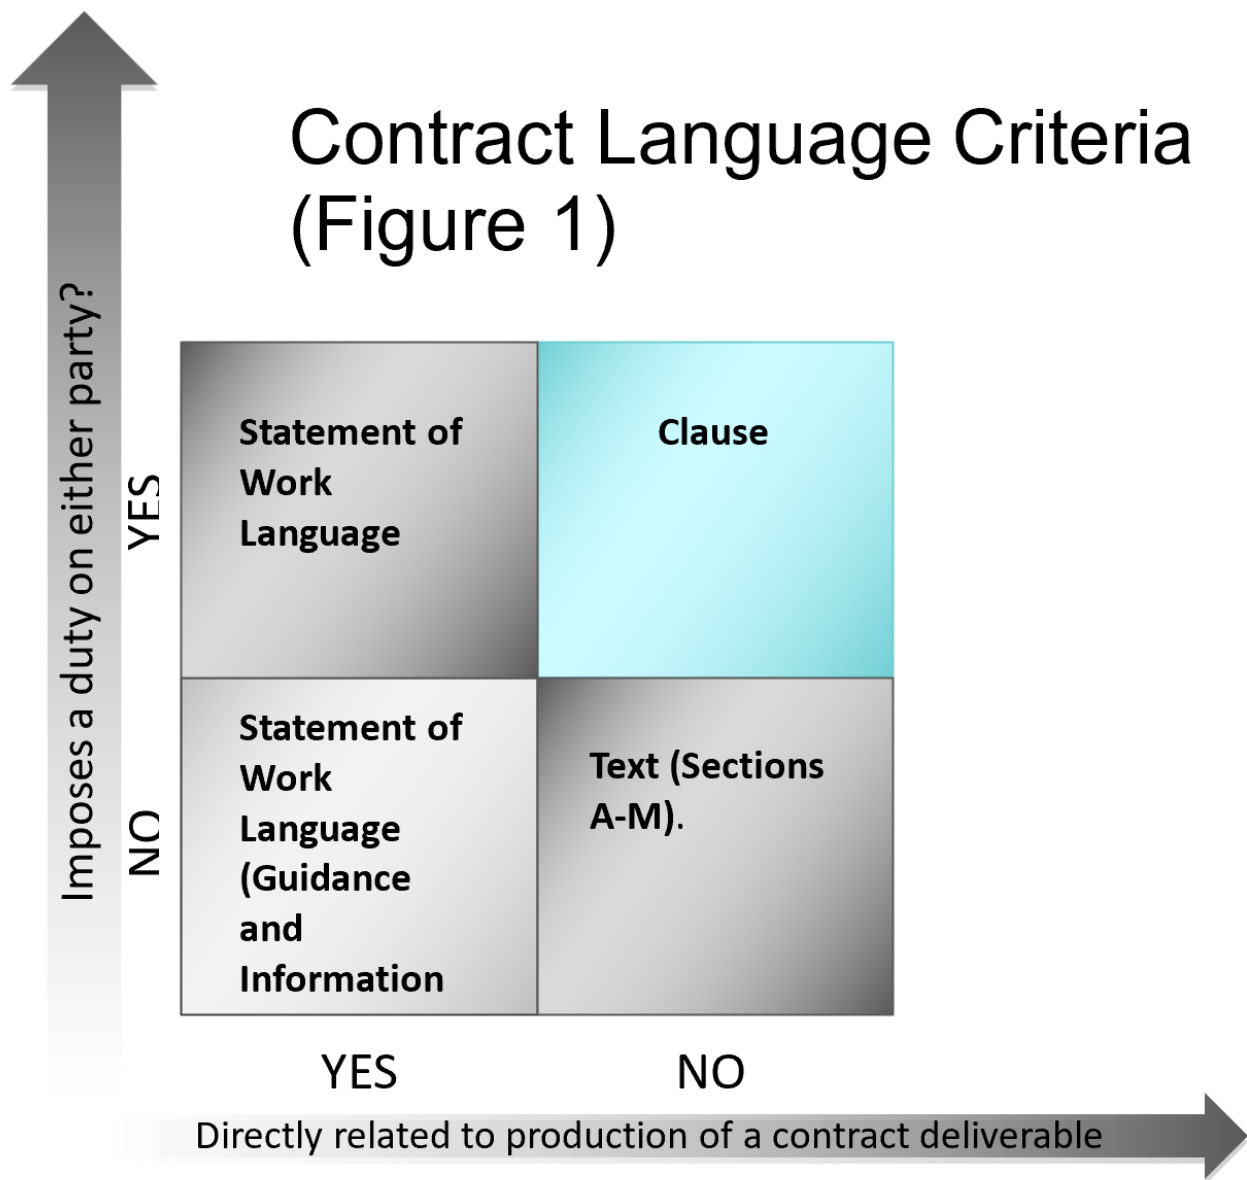 Contract Language Criteria
(Figure 1)
Imposes a duty on either party?
YES
NO
Statement of
Work
Language
Clause
Statement of
Work
Language
(Guidance
and
Information
Text (Sections
A-M).
YES
NO
Directly related to production of a contract deliverable